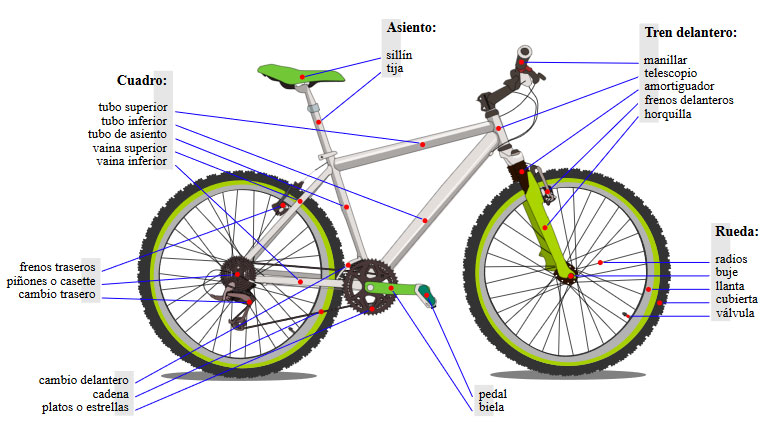 Asiento:
sillín
tija
Tren delantero:
manillar
telescopio
amortiguador
frenos delanteros
horquilla
Cuadro:
tubo superior
tubo inferior
tubo de asiento
vaina superior
vaina inferior
Rueda:
radios
buje
llanta
cubierta
válvula
frenos traseros
piñones o casette
cambio trasero
cambio delantero
cadena
platos o estrellas
pedal
biela